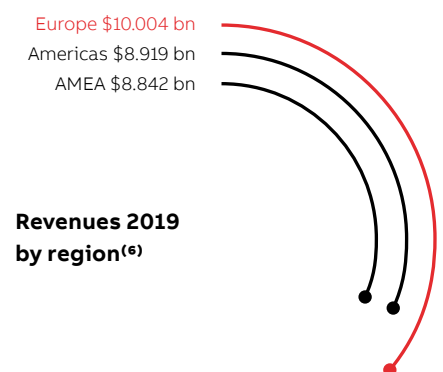 Europe $10.004 bn
Americas $8.919 bn
AMEA $8.842 bn
Revenues 2019
by region⁽⁶⁾